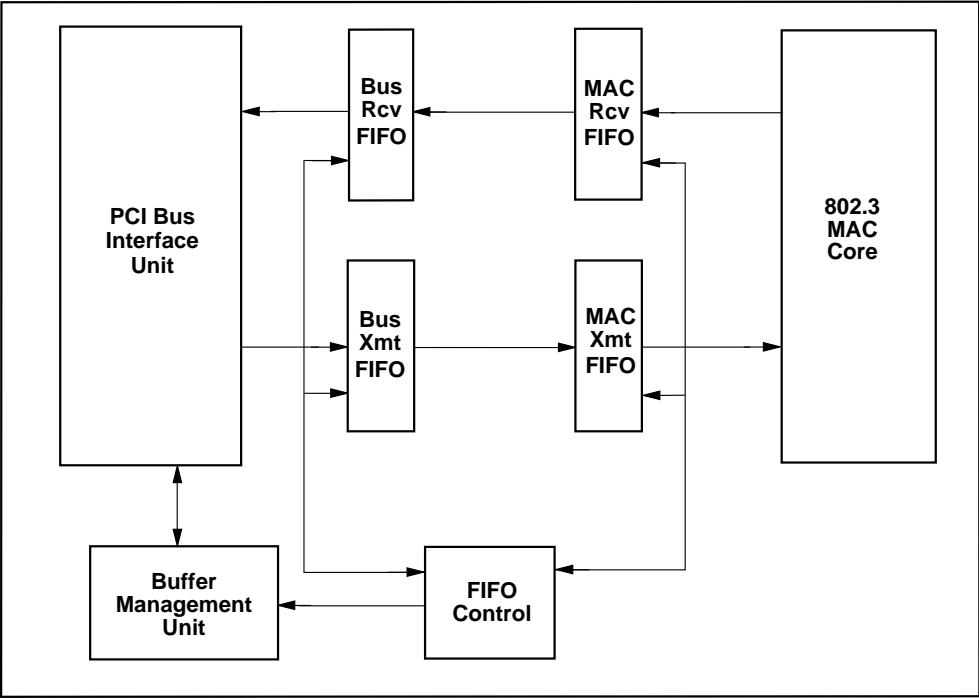 PCI Bus
Interface
Unit
Bus
Rcv
FIFO
MAC
Rcv
FIFO
802.3
MAC
Core
Bus
Xmt
FIFO
MAC
Xmt
FIFO
Buffer
Management
Unit
FIFO
Control